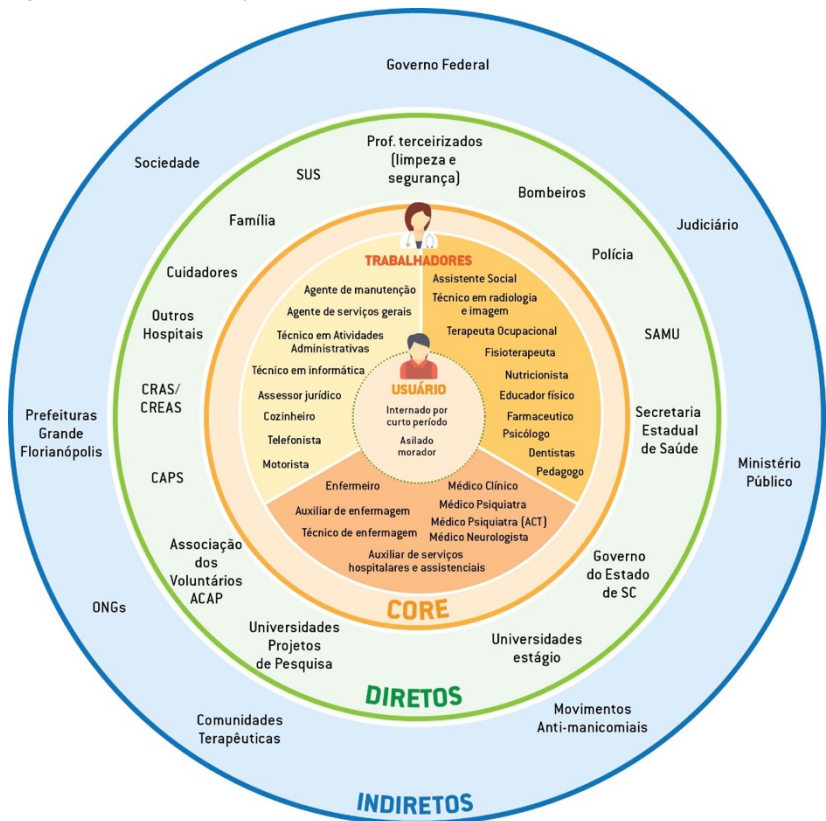 Governo Federal
Sociedade
Judiciário
Prefeituras
Grande
Florianópolis
Ministério
Público
ONGs
Comunidades
Terapêuticas
Movimentos
Anti-manicomiais
INDIRETOS
Prof. terceirizados
(limpeza e
segurança)
SUS
Bombeiros
Família
Polícia
Cuidadores
Outros
Hospitais
SAMU
CRAS/
CREAS
Secretaria
Estadual
de Saúde
CAPS
Associação
dos
Voluntários
ACAP
Governo
do Estado
de SC
Universidades
Projetos
de Pesquisa
Universidades
estágio
DIRETOS
TRABALHADORES
Agente de manutenção
Agente de serviços gerais
Técnico em Atividades
Administrativas
Técnico em informática
Assessor jurídico
Cozinheiro
Telefonista
Motorista
Assistente Social
Técnico em radiologia
e imagem
Terapeuta Ocupacional
Fisioterapeuta
Nutricionista
Educador físico
Farmaceutico
Psicólogo
Dentistas
Pedagogo
USUÁRIO
Internado por
curto período
Asilado
morador
Enfermeiro
Auxiliar de enfermagem
Técnico de enfermagem
Médico Clínico
Médico Psiquiatra
Médico Psiquiatra (ACT)
Médico Neurologista
Auxiliar de serviços
hospitalares e assistenciais
CORE